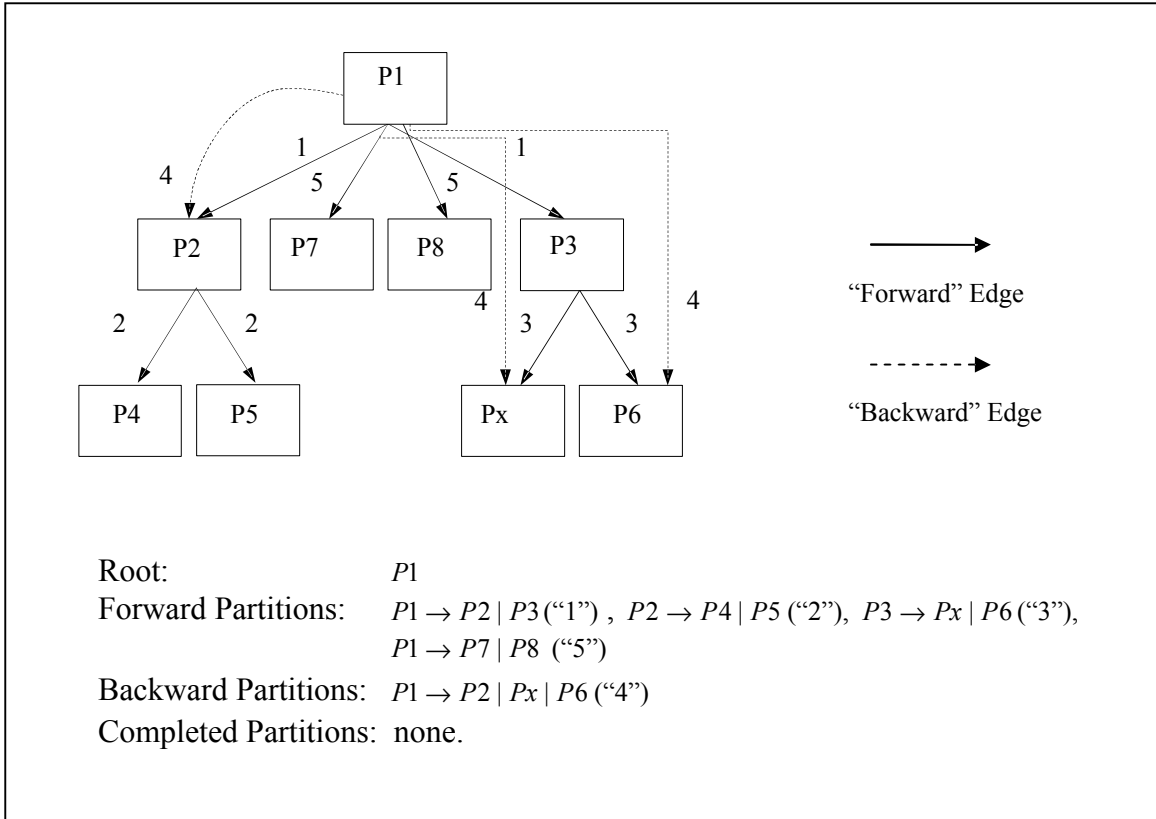 P1
1
1
4
5
5
P2
P7
P8
P3
“Forward” Edge
4
4
2
2
3
3
P4
P5
Px
P6
“Backward” Edge
Root: P1
Forward Partitions: P1 → P2 | P3 (“1”) , P2 → P4 | P5 (“2”), P3 → Px | P6 (“3”),
P1 → P7 | P8 (“5”)
Backward Partitions: P1 → P2 | Px | P6 (“4”)
Completed Partitions: none.